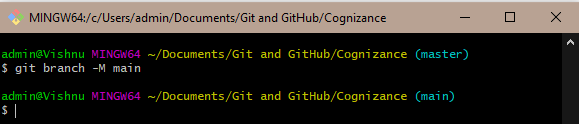 MINGW64:/c/Users/admin/Documents/Git and GitHub/Cognizance
admin@Vishnu MINGW64 ~/Documents/Git and GitHub/Cognizance (master)
$ git branch -M main
admin@Vishnu MINGW64 ~/Documents/Git and GitHub/Cognizance (main)
$